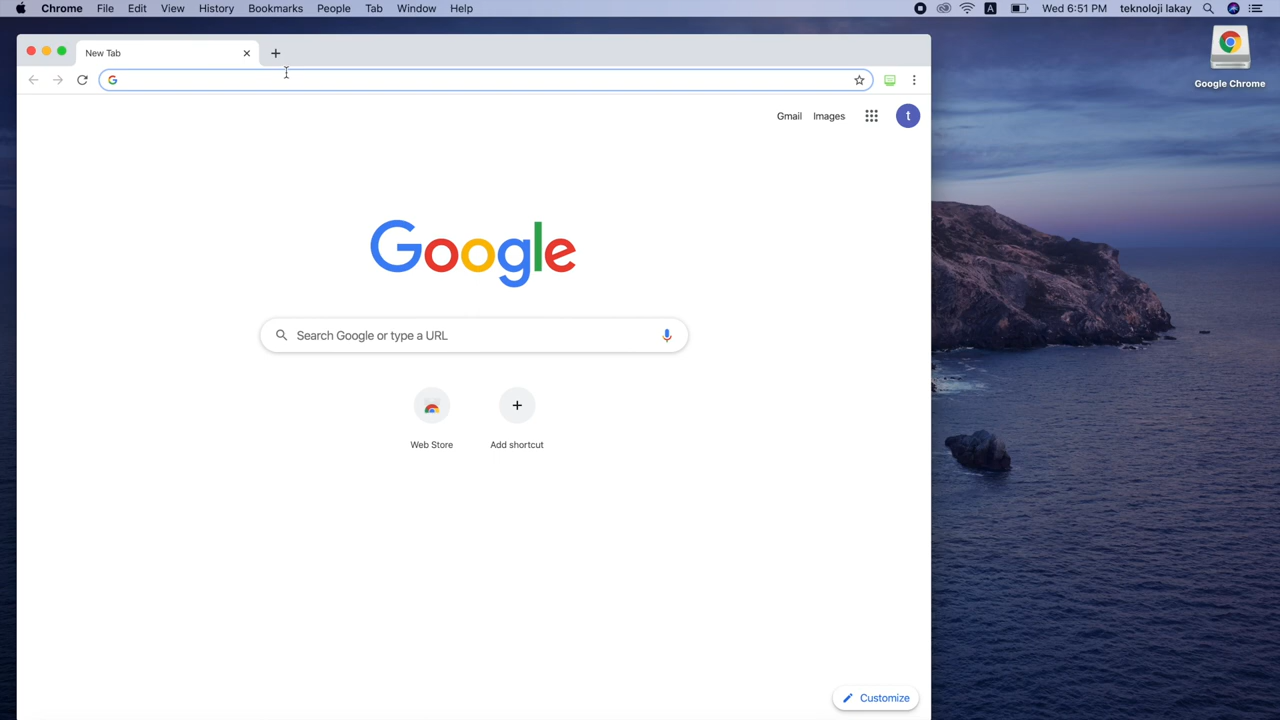 Chrome File Edit View History Bookmarks People Tab Window Help A Wed 6:51 PM teknoloji lakay
New Tab
Google Chrome
Gmail Images t
Google
Search Google or type a URL
Web Store Add shortcut
Customize